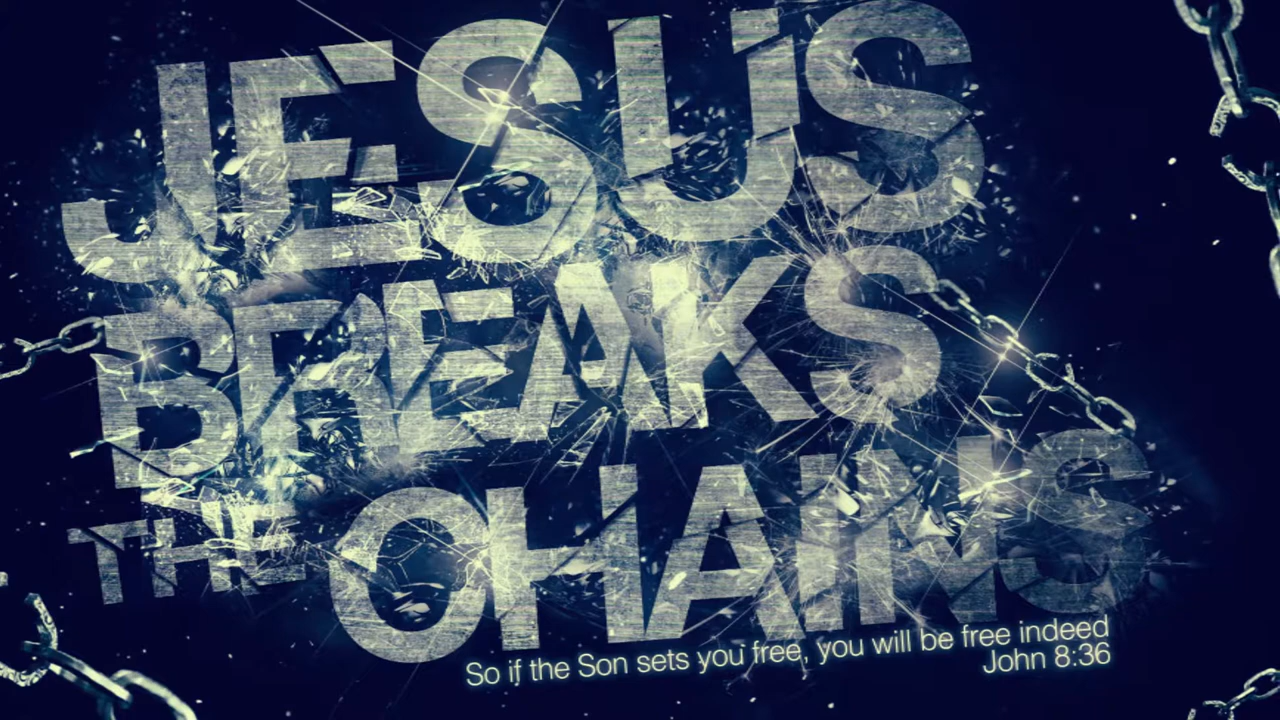 JESUS
BREAKS
THE CHAINS
So if the Son sets you free, you will be free indeed
John 8:36